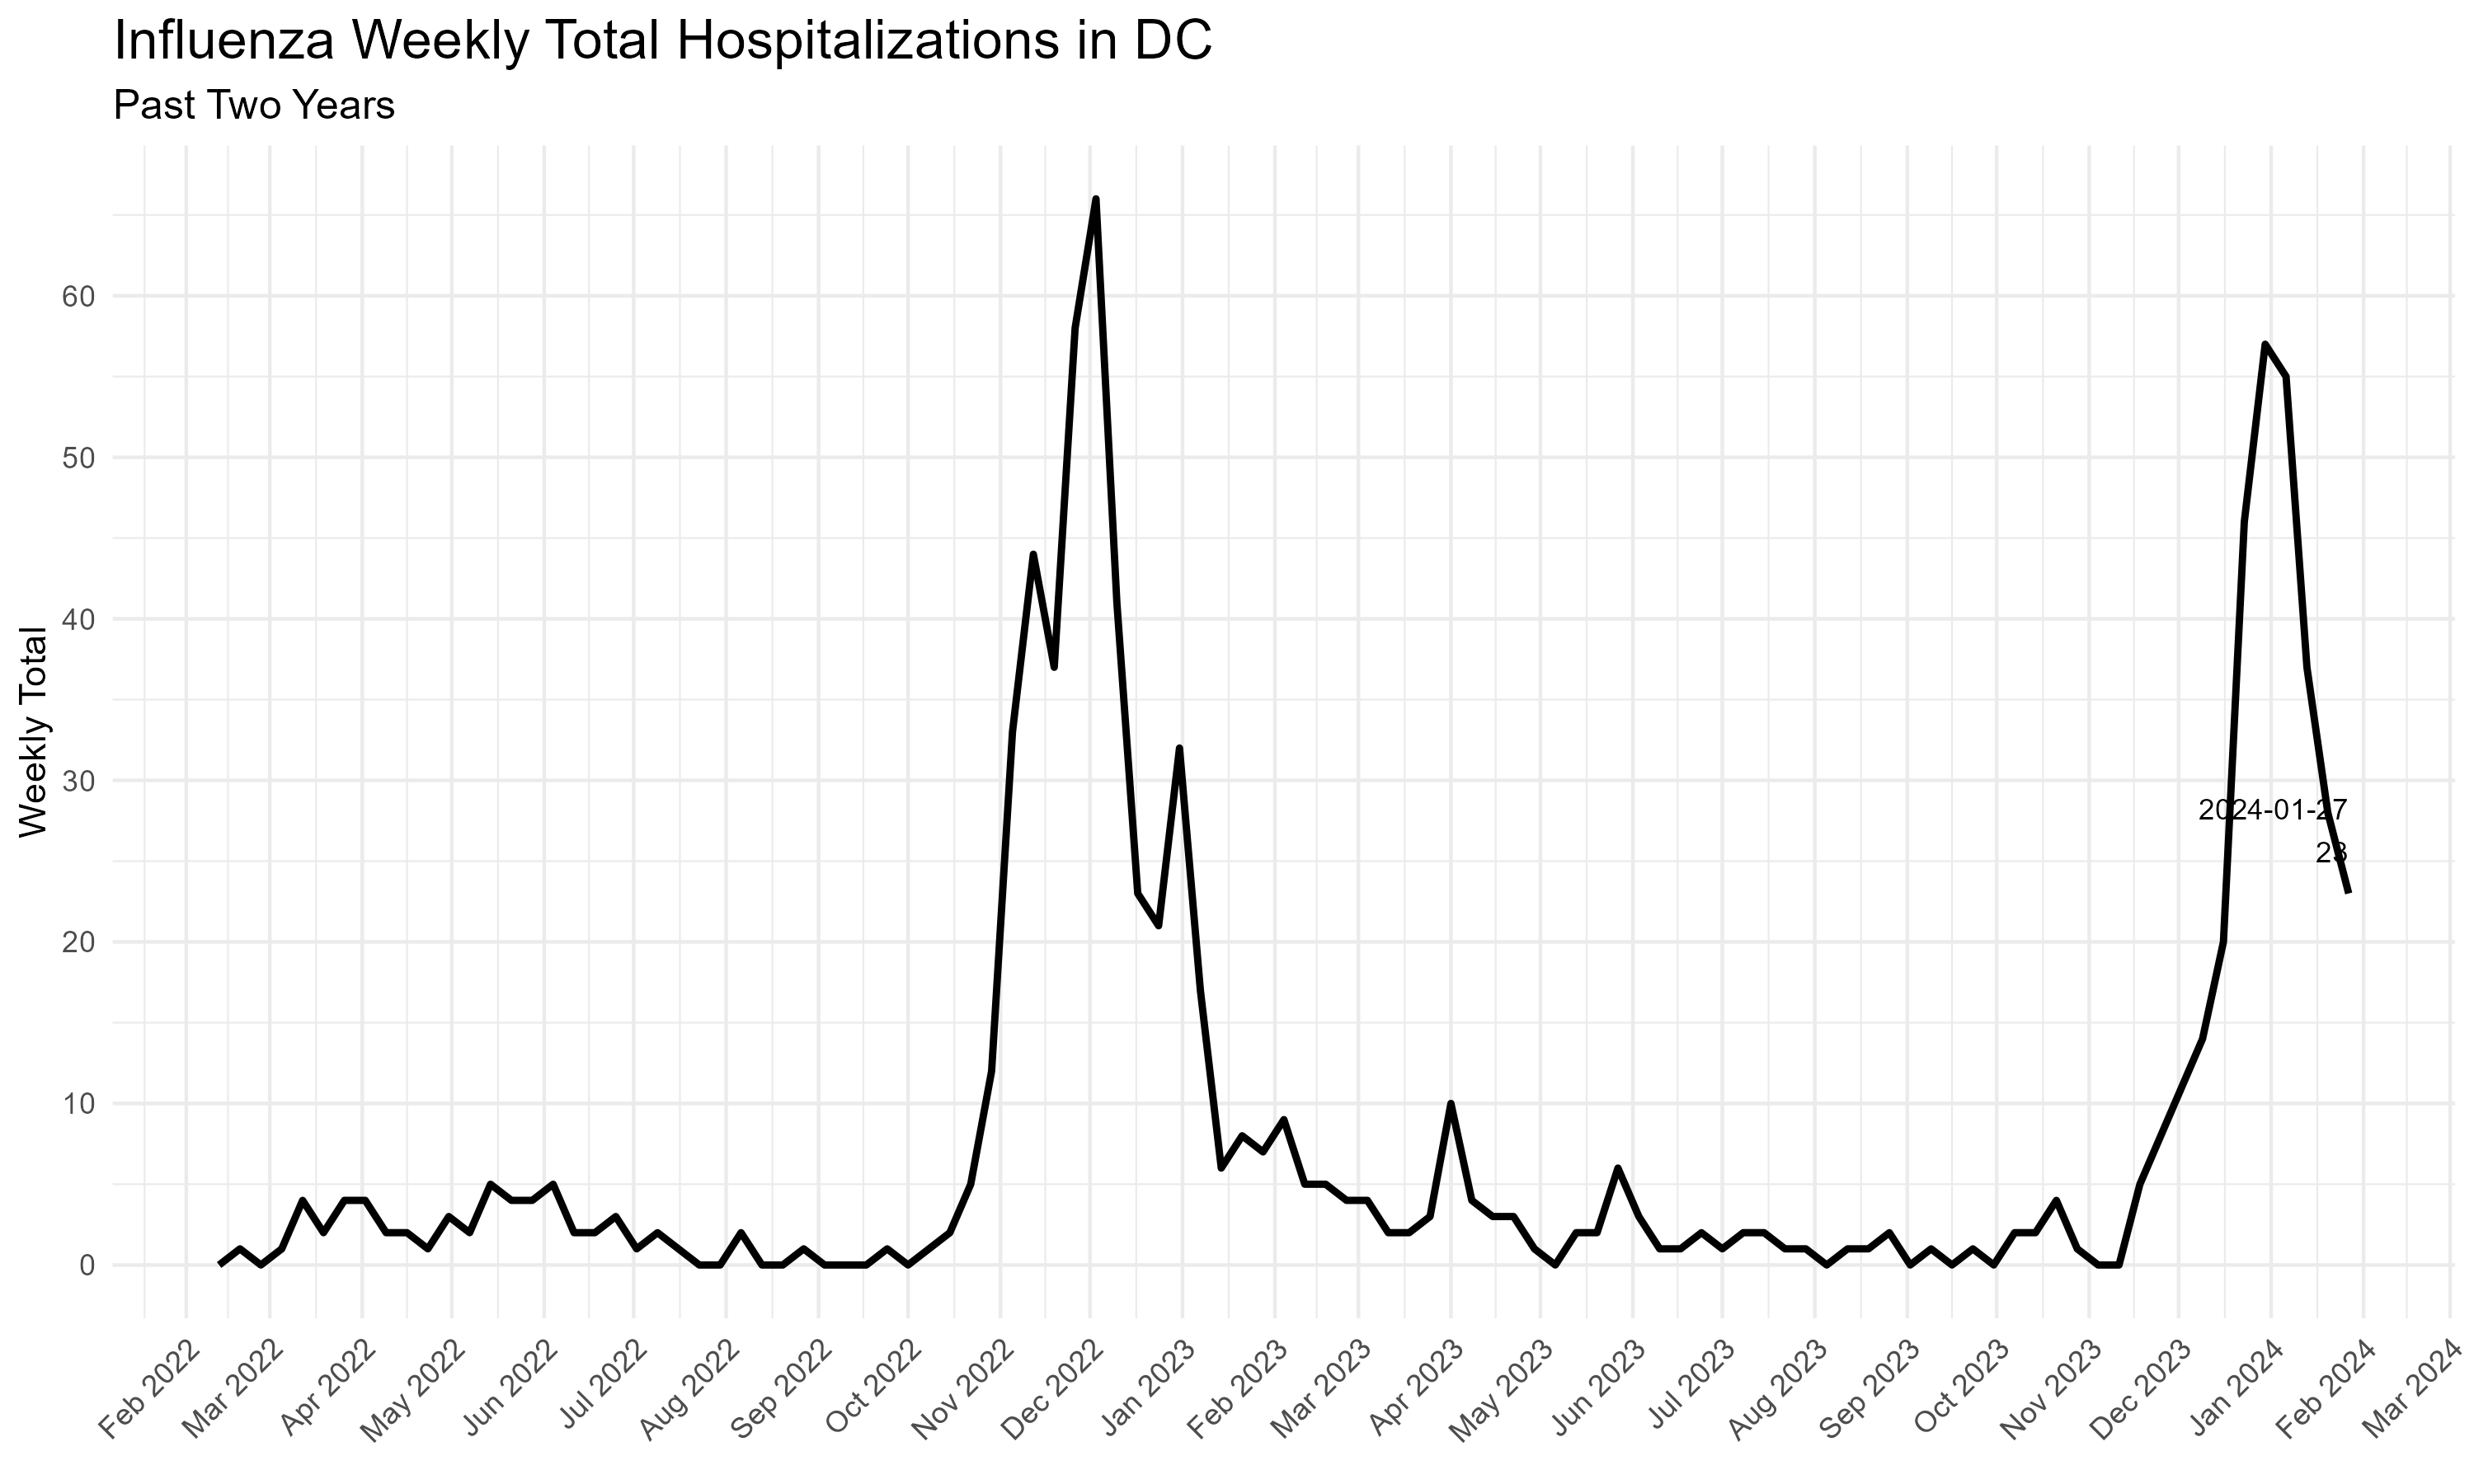 Influenza Weekly Total Hospitalizations in DC
Past Two Years
Weekly Total
60
50
40
30
20
10
0
2024-01-27
23
Feb 2022
Mar 2022
Apr 2022
May 2022
Jun 2022
Jul 2022
Aug 2022
Sep 2022
Oct 2022
Nov 2022
Dec 2022
Jan 2023
Feb 2023
Mar 2023
Apr 2023
May 2023
Jun 2023
Jul 2023
Aug 2023
Sep 2023
Oct 2023
Nov 2023
Dec 2023
Jan 2024
Feb 2024
Mar 2024